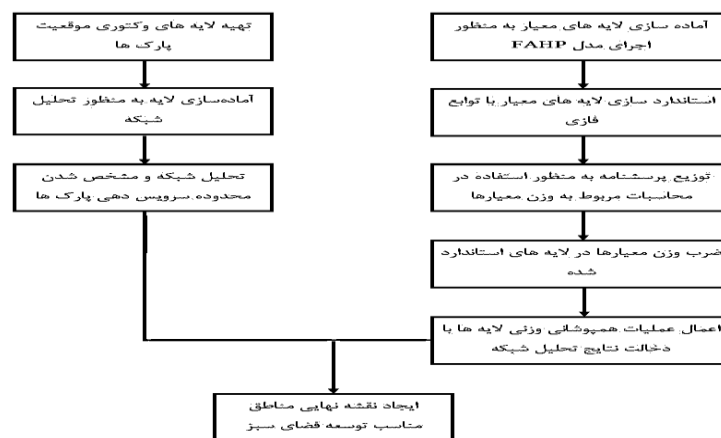 آماده سازی لایه های معیار به منظور
اجرای مدل FAHP
استاندارد سازی لایه های معیار با توابع
فازی
توزیع پرسشنامه به منظور استفاده در
محاسبات مربوط به وزن معیارها
ضرب وزن معیارها در لایه های استاندارد
شده
اعمال عملیات همپوشانی وزنی لایه ها با
دخالت نتایج تحلیل شبکه
تهیه لایه های وکتوری موقعیت
پارک ها
آماده‌سازی لایه به منظور تحلیل
شبکه
تحلیل شبکه و مشخص شدن
محدوده سرویس دهی پارک ها
ایجاد نقشه نهایی مناطق
مناسب توسعه فضای سبز